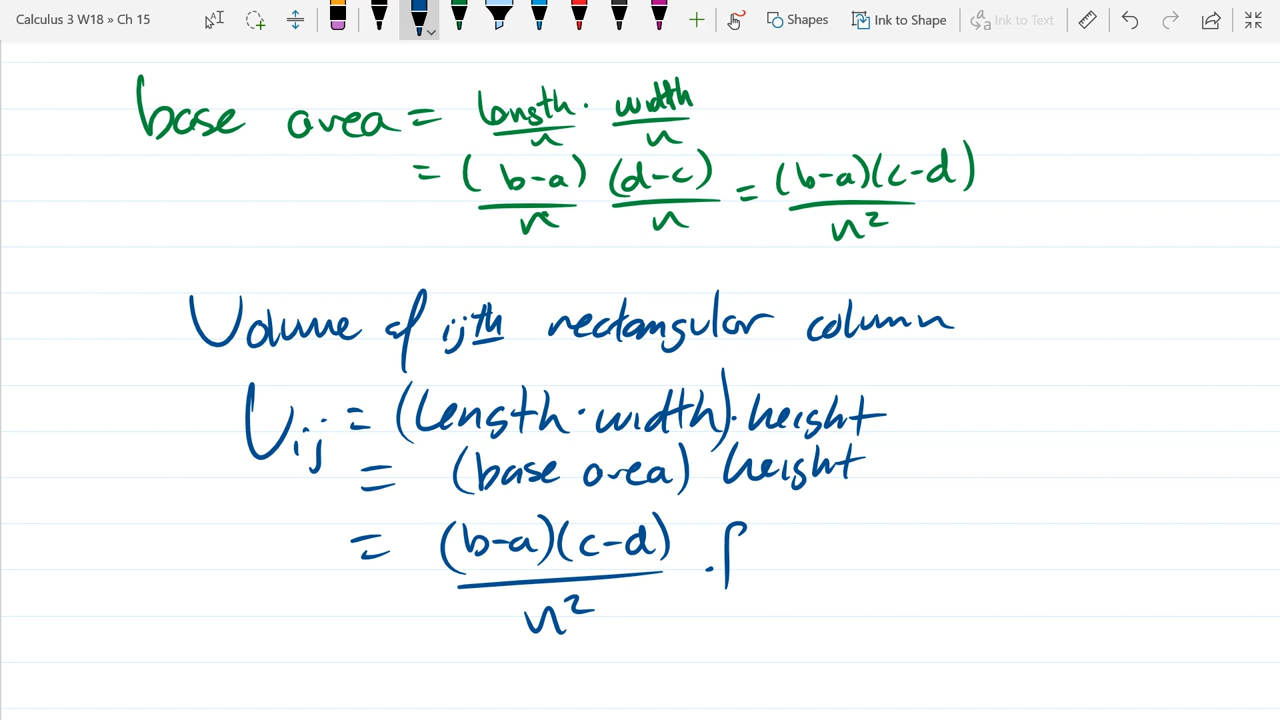 Calculus 3 W18 » Ch 15 Shapes Ink to Shape Ink to Text
base area = length/n · width/n
= (b-a)/n (d-c)/n = (b-a)(c-d)/n²
Volume of ijth rectangular column
Vij = (length · width) · height
= (base area) height
= (b-a)(c-d)/n² · f